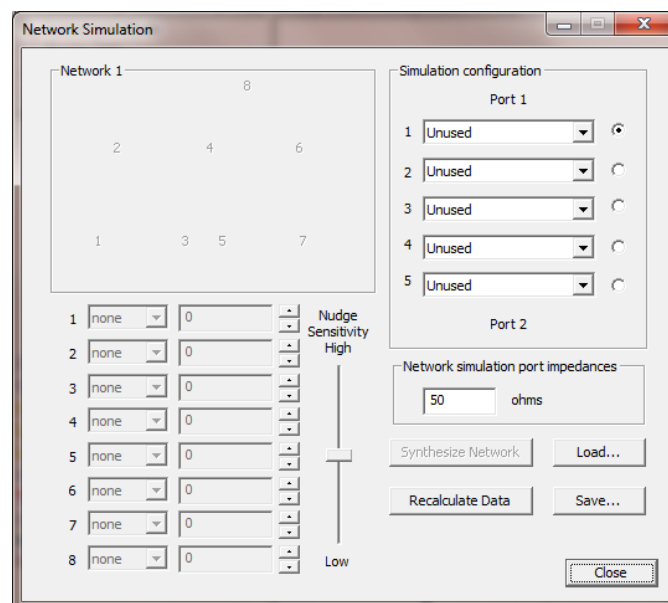 Network Simulation
Network 1
8
2 4 6
1 3 5 7
1 none 0
2 none 0
3 none 0
4 none 0
5 none 0
6 none 0
7 none 0
8 none 0
Nudge
Sensitivity
High
Low
Simulation configuration
Port 1
1 Unused
2 Unused
3 Unused
4 Unused
5 Unused
Port 2
Network simulation port impedances
50 ohms
Synthesize Network Load...
Recalculate Data Save...
Close